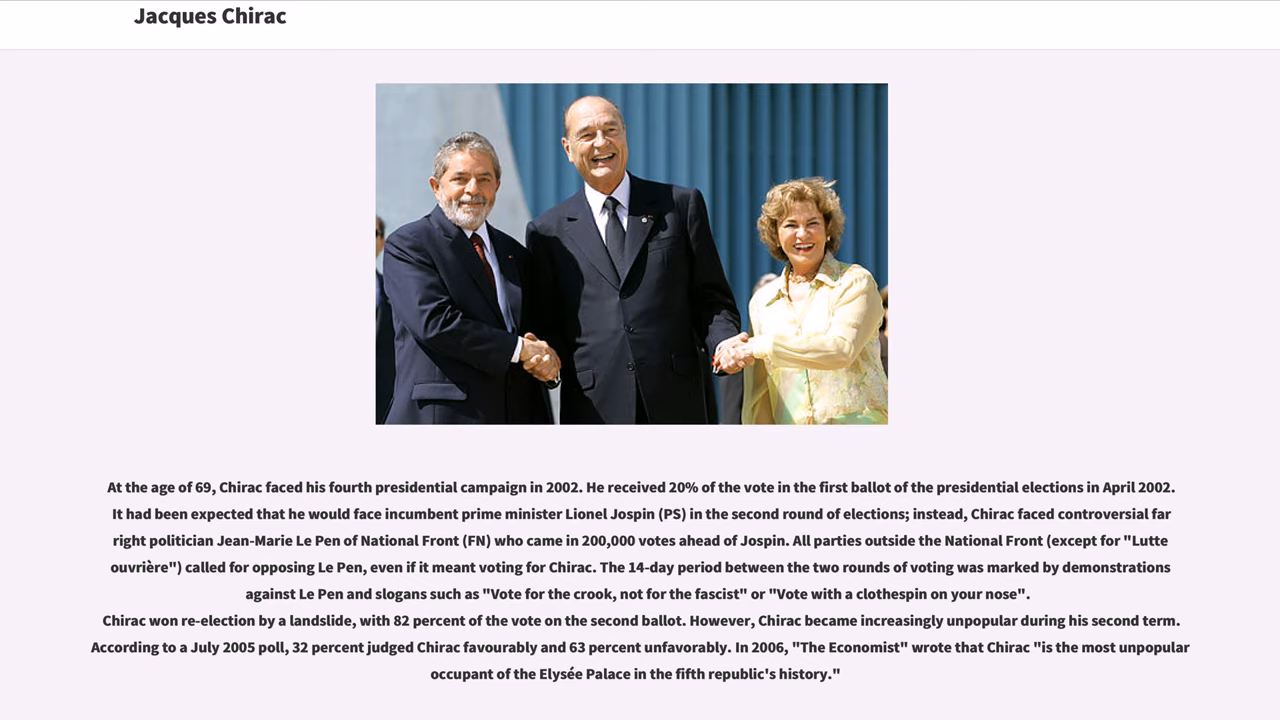 Jacques Chirac
At the age of 69, Chirac faced his fourth presidential campaign in 2002. He received 20% of the vote in the first ballot of the presidential elections in April 2002.
It had been expected that he would face incumbent prime minister Lionel Jospin (PS) in the second round of elections; instead, Chirac faced controversial far
right politician Jean-Marie Le Pen of National Front (FN) who came in 200,000 votes ahead of Jospin. All parties outside the National Front (except for "Lutte
ouvrière") called for opposing Le Pen, even if it meant voting for Chirac. The 14-day period between the two rounds of voting was marked by demonstrations
against Le Pen and slogans such as "Vote for the crook, not for the fascist" or "Vote with a clothespin on your nose".
Chirac won re-election by a landslide, with 82 percent of the vote on the second ballot. However, Chirac became increasingly unpopular during his second term.
According to a July 2005 poll, 32 percent judged Chirac favourably and 63 percent unfavorably. In 2006, "The Economist" wrote that Chirac "is the most unpopular
occupant of the Elysée Palace in the fifth republic's history."